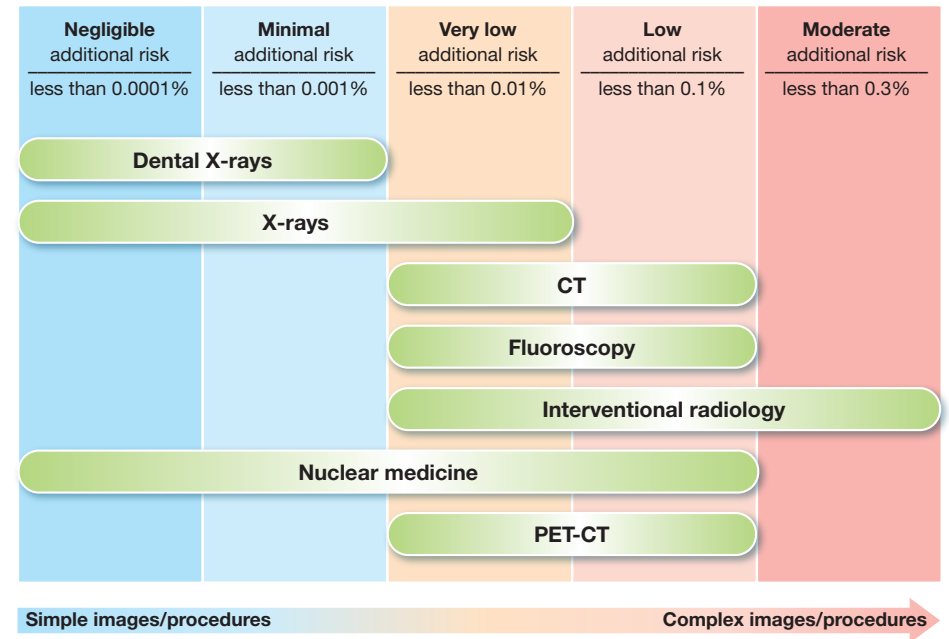 Negligible
additional risk
less than 0.0001%
Minimal
additional risk
less than 0.001%
Very low
additional risk
less than 0.01%
Low
additional risk
less than 0.1%
Moderate
additional risk
less than 0.3%
Dental X-rays
X-rays
CT
Fluoroscopy
Interventional radiology
Nuclear medicine
PET-CT
Simple images/procedures
Complex images/procedures